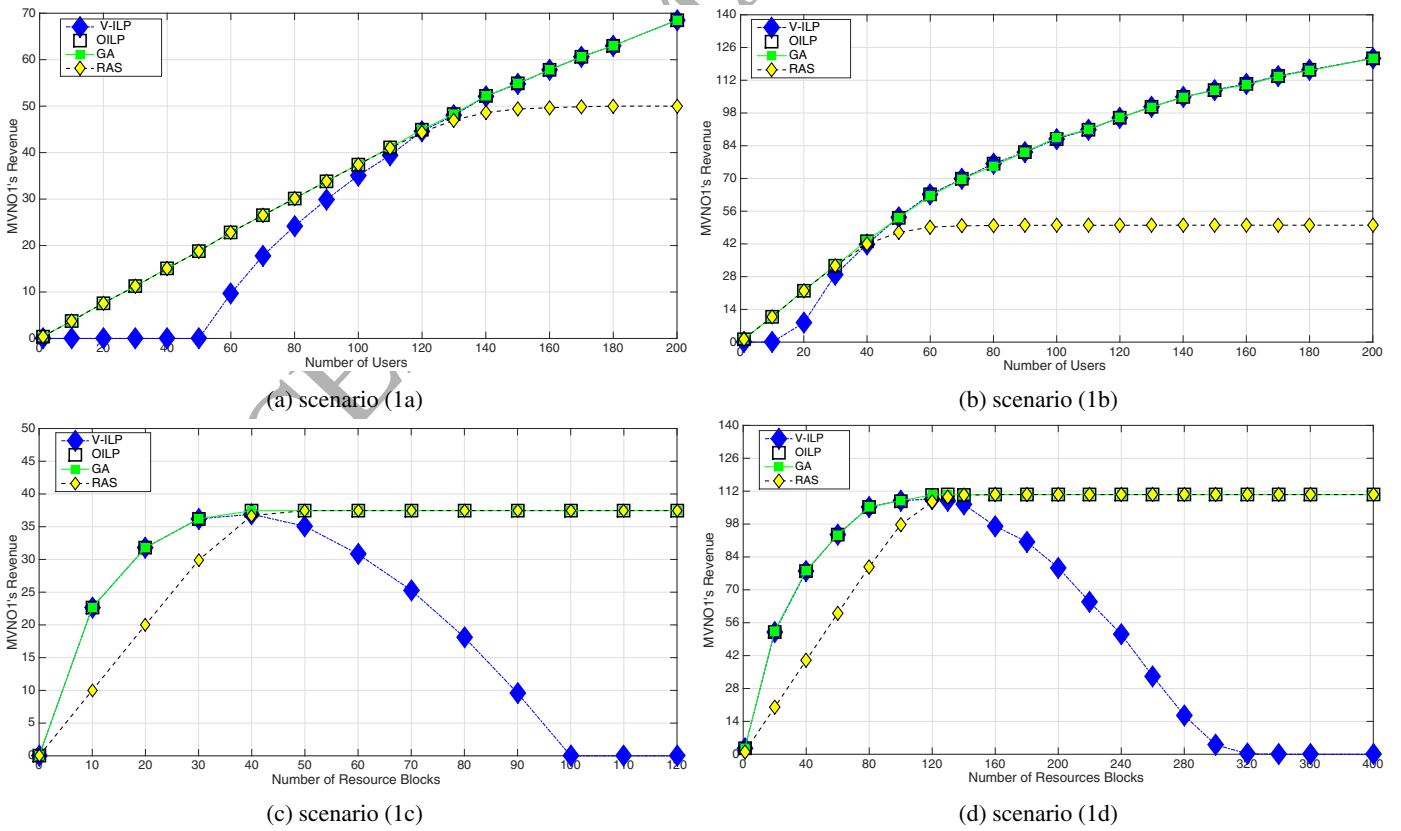 70
60
50
40
30
20
10
0
V-ILP
OILP
GA
RAS
MVNO1's Revenue
0 20 40 60 80 100 120 140 160 180 200
Number of Users
(a) scenario (1a)
140
126
112
98
84
70
56
42
28
14
0
V-ILP
OILP
GA
RAS
MVNO1's Revenue
0 20 40 60 80 100 120 140 160 180 200
Number of Users
(b) scenario (1b)
50
45
40
35
30
25
20
15
10
5
0
V-ILP
OILP
GA
RAS
MVNO1's Revenue
0 10 20 30 40 50 60 70 80 90 100 110 120
Number of Resource Blocks
(c) scenario (1c)
140
126
112
98
84
70
56
42
28
14
0
V-ILP
OILP
GA
RAS
MVNO1's Revenue
0 40 80 120 160 200 240 280 320 360 400
Number of Resources Blocks
(d) scenario (1d)